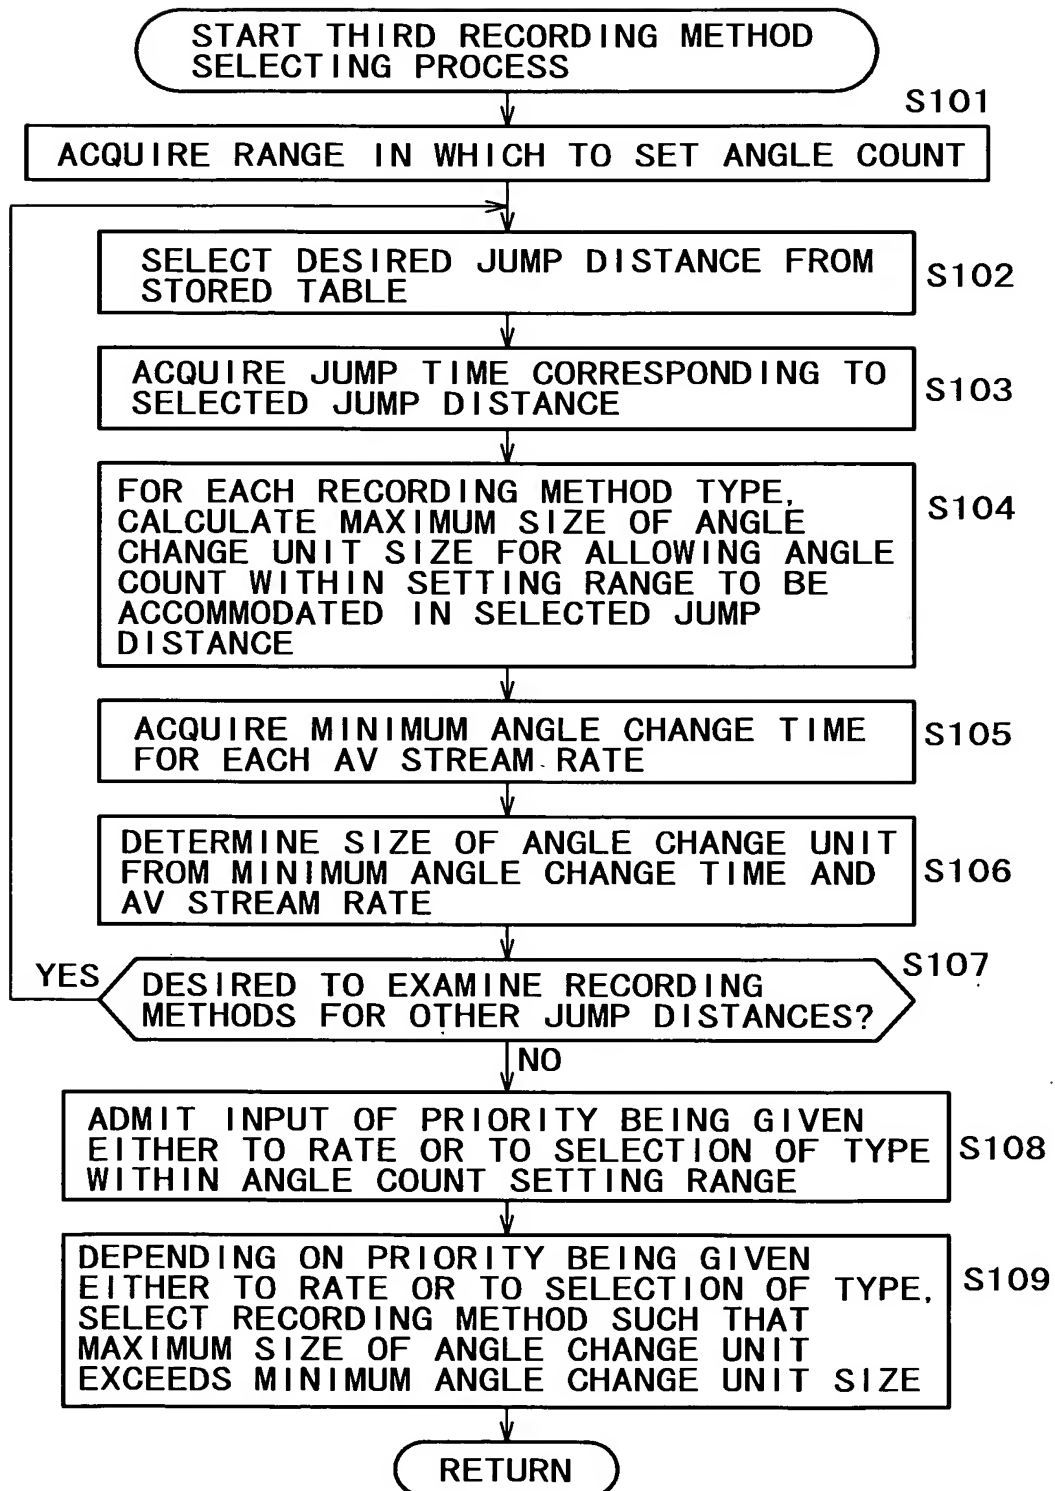 START THIRD RECORDING METHOD
SELECTING PROCESS
S101
ACQUIRE RANGE IN WHICH TO SET ANGLE COUNT
SELECT DESIRED JUMP DISTANCE FROM
STORED TABLE
S102
ACQUIRE JUMP TIME CORRESPONDING TO
SELECTED JUMP DISTANCE
S103
FOR EACH RECORDING METHOD TYPE,
CALCULATE MAXIMUM SIZE OF ANGLE
CHANGE UNIT SIZE FOR ALLOWING ANGLE
COUNT WITHIN SETTING RANGE TO BE
ACCOMMODATED IN SELECTED JUMP
DISTANCE
S104
ACQUIRE MINIMUM ANGLE CHANGE TIME
FOR EACH AV STREAM RATE
S105
DETERMINE SIZE OF ANGLE CHANGE UNIT
FROM MINIMUM ANGLE CHANGE TIME AND
AV STREAM RATE
S106
YES
DESIRED TO EXAMINE RECORDING
METHODS FOR OTHER JUMP DISTANCES?
S107
NO
ADMIT INPUT OF PRIORITY BEING GIVEN
EITHER TO RATE OR TO SELECTION OF TYPE
WITHIN ANGLE COUNT SETTING RANGE
S108
DEPENDING ON PRIORITY BEING GIVEN
EITHER TO RATE OR TO SELECTION OF TYPE,
SELECT RECORDING METHOD SUCH THAT
MAXIMUM SIZE OF ANGLE CHANGE UNIT
EXCEEDS MINIMUM ANGLE CHANGE UNIT SIZE
S109
RETURN